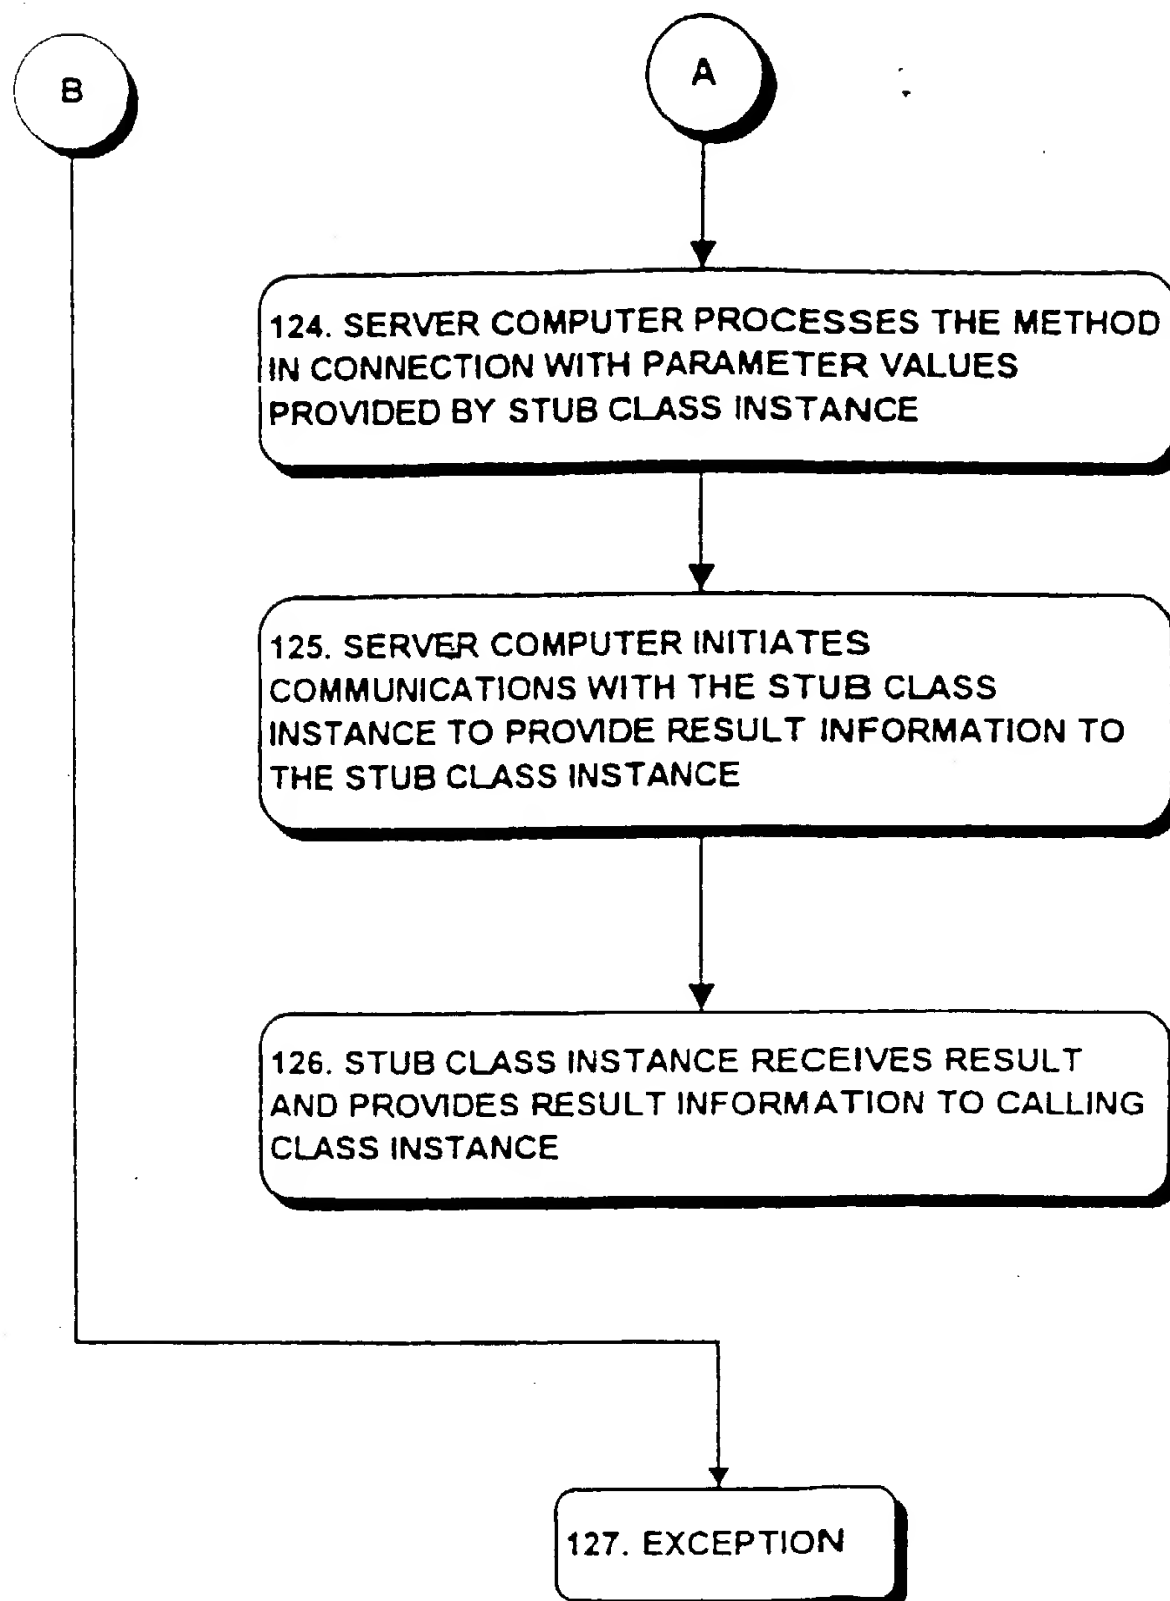 B
A
124. SERVER COMPUTER PROCESSES THE METHOD
IN CONNECTION WITH PARAMETER VALUES
PROVIDED BY STUB CLASS INSTANCE
125. SERVER COMPUTER INITIATES
COMMUNICATIONS WITH THE STUB CLASS
INSTANCE TO PROVIDE RESULT INFORMATION TO
THE STUB CLASS INSTANCE
126. STUB CLASS INSTANCE RECEIVES RESULT
AND PROVIDES RESULT INFORMATION TO CALLING
CLASS INSTANCE
127. EXCEPTION